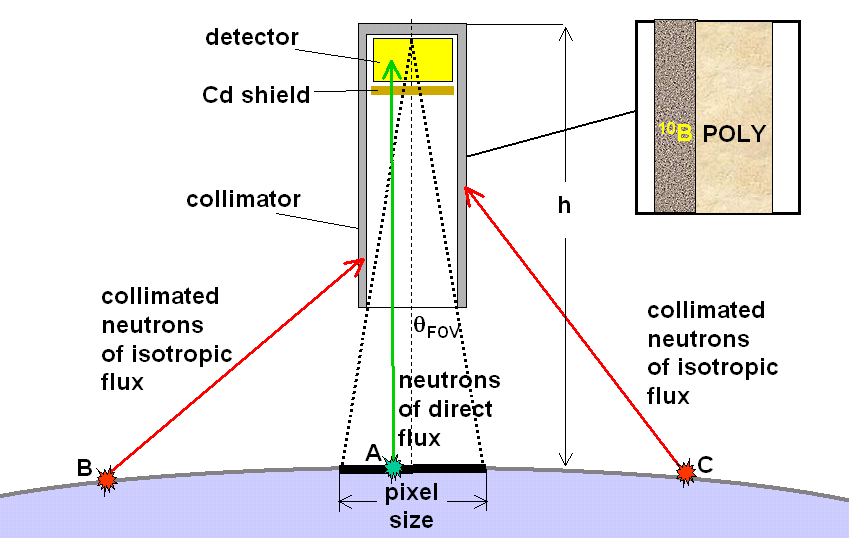 detector
Cd shield
collimator
¹⁰B POLY
h
collimated
neutrons
of isotropic
flux
collimated
neutrons
of isotropic
flux
θFOV
neutrons
of direct
flux
A
B
C
pixel
size